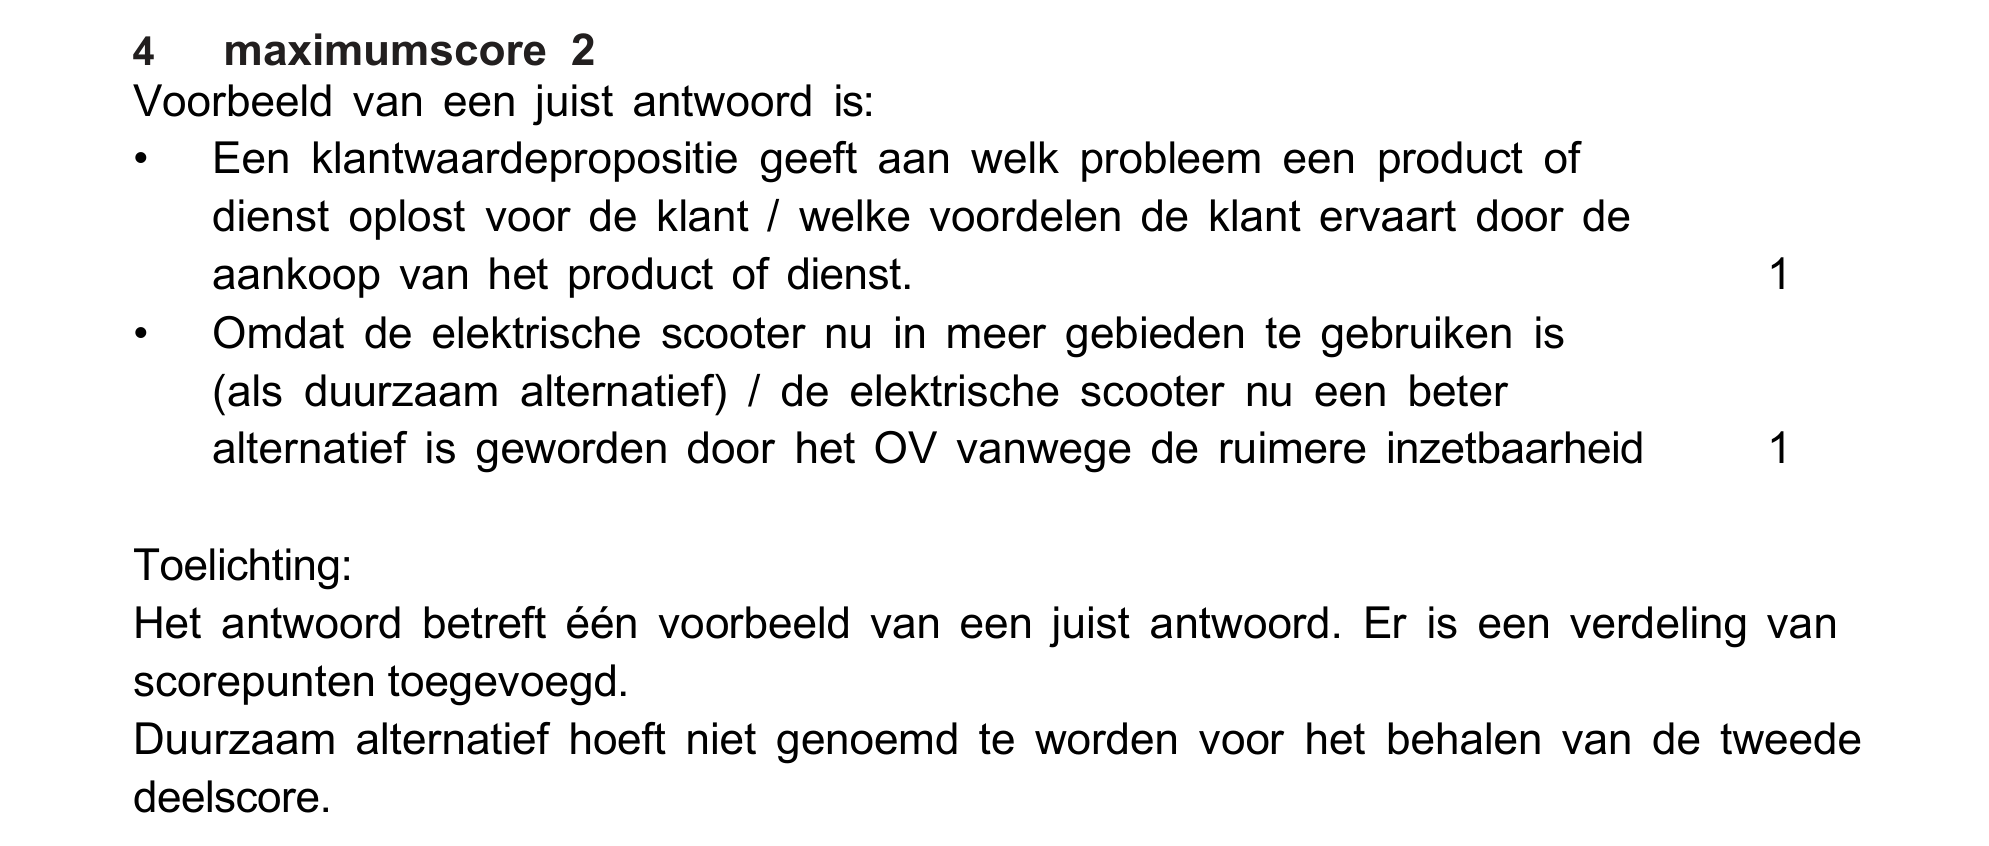 4 maximumscore 2
Voorbeeld van een juist antwoord is:
• Een klantwaardepropositie geeft aan welk probleem een product of
dienst oplost voor de klant / welke voordelen de klant ervaart door de
aankoop van het product of dienst. 1
• Omdat de elektrische scooter nu in meer gebieden te gebruiken is
(als duurzaam alternatief) / de elektrische scooter nu een beter
alternatief is geworden door het OV vanwege de ruimere inzetbaarheid 1
Toelichting:
Het antwoord betreft één voorbeeld van een juist antwoord. Er is een verdeling van
scorepunten toegevoegd.
Duurzaam alternatief hoeft niet genoemd te worden voor het behalen van de tweede
deelscore.